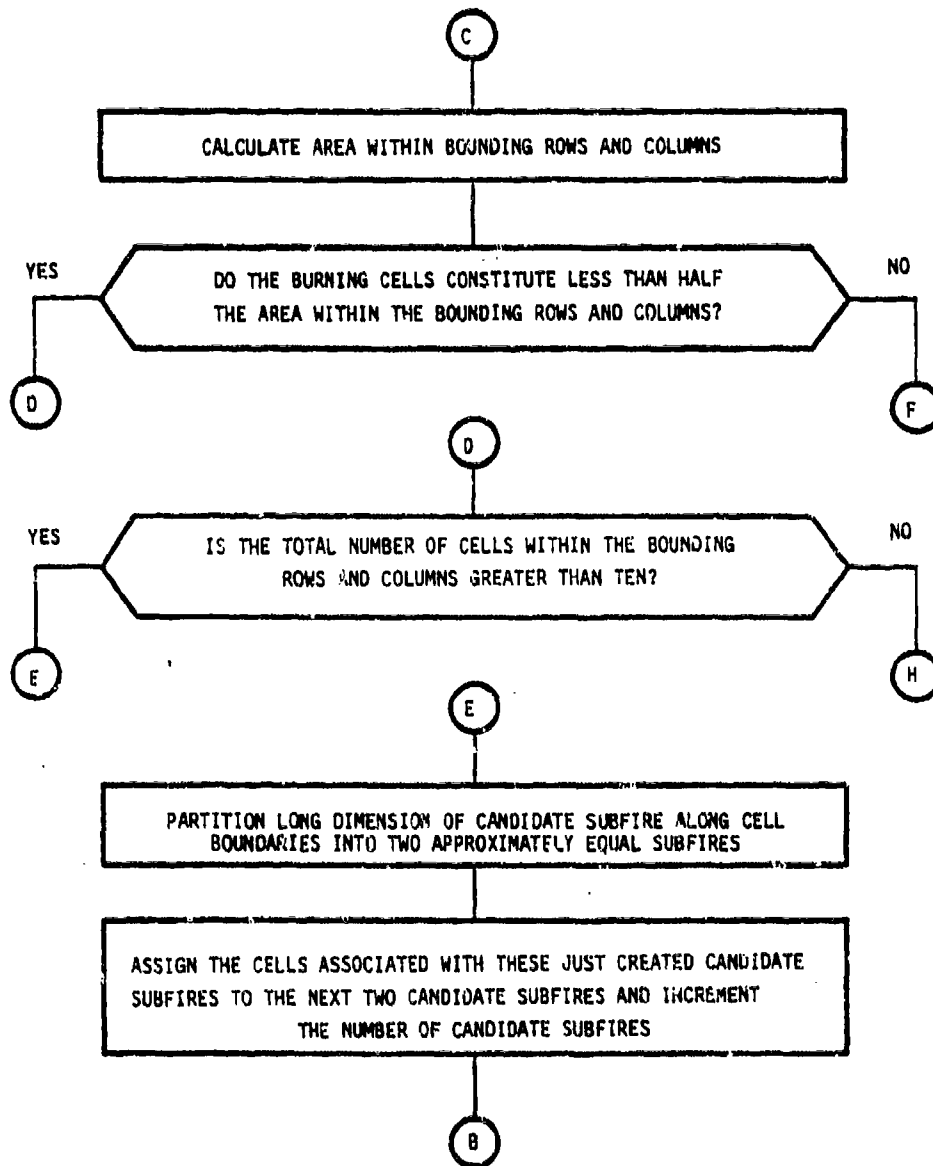 C
CALCULATE AREA WITHIN BOUNDING ROWS AND COLUMNS
YES
DO THE BURNING CELLS CONSTITUTE LESS THAN HALF
THE AREA WITHIN THE BOUNDING ROWS AND COLUMNS?
NO
D
F
D
YES
IS THE TOTAL NUMBER OF CELLS WITHIN THE BOUNDING
ROWS AND COLUMNS GREATER THAN TEN?
NO
E
H
E
PARTITION LONG DIMENSION OF CANDIDATE SUBFIRE ALONG CELL
BOUNDARIES INTO TWO APPROXIMATELY EQUAL SUBFIRES
ASSIGN THE CELLS ASSOCIATED WITH THESE JUST CREATED CANDIDATE
SUBFIRES TO THE NEXT TWO CANDIDATE SUBFIRES AND INCREMENT
THE NUMBER OF CANDIDATE SUBFIRES
B